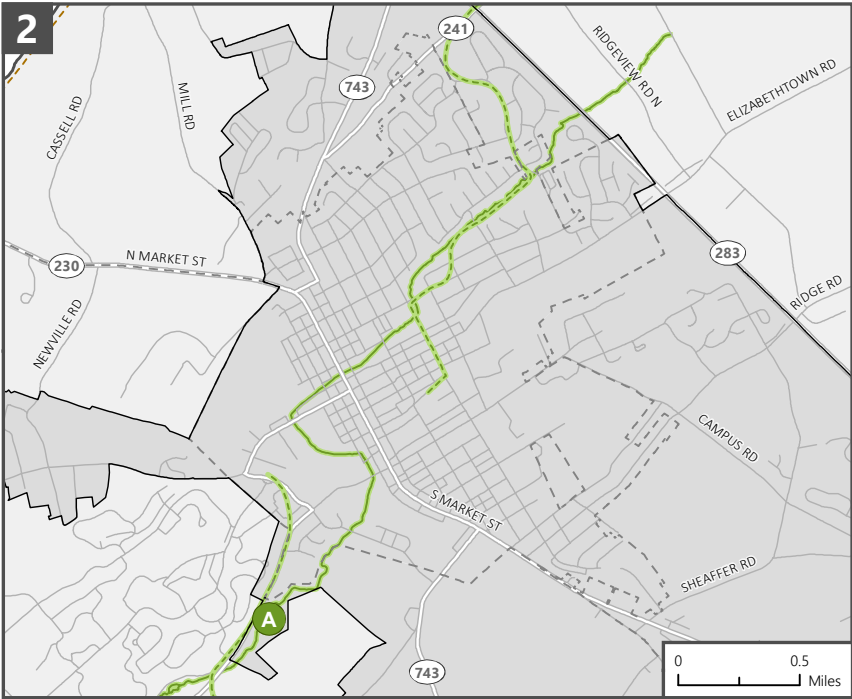 2
241
RIDGEVIEW RD N
743
ELIZABETHTOWN RD
CASSELL RD
MILL RD
230
N MARKET ST
283
RIDGE RD
NEWVILLE RD
CAMPUS RD
S MARKET ST
SHEAFFER RD
A
743
0 0.5
Miles